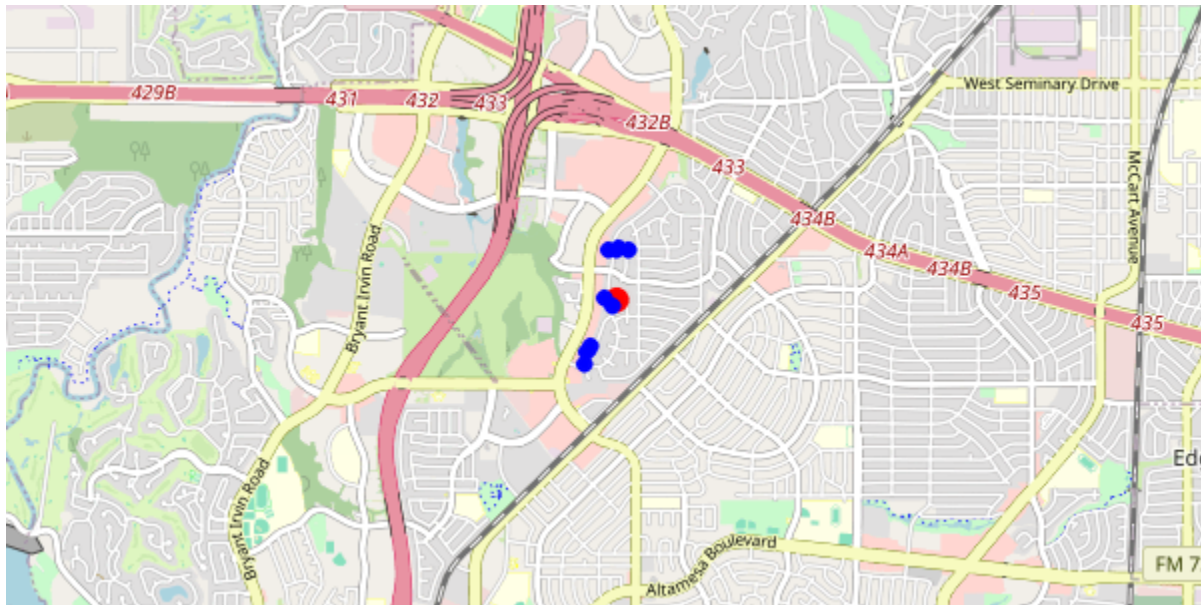 429B
431
432
433
432B
433
West Seminary Drive
McCart Avenue
434B
434A
434B
435
435
Bryant Irvin Road
Bryant Irvin Road
Altamesa Boulevard
Ede
FM 7